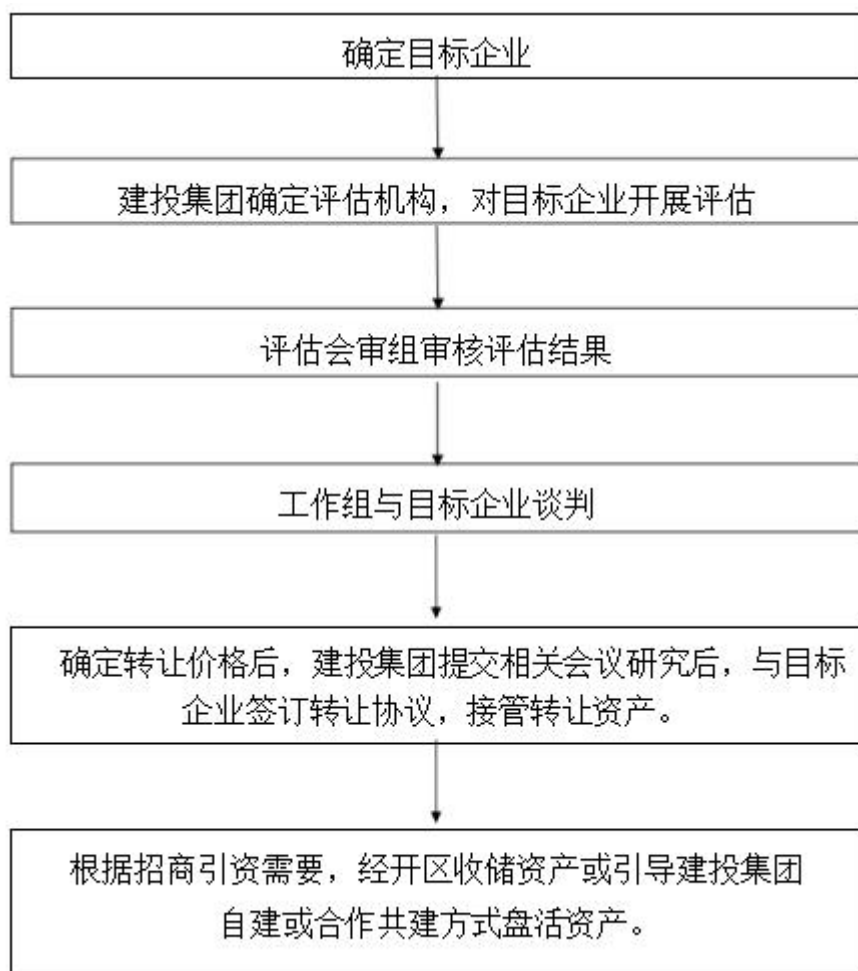 确定目标企业
建投集团确定评估机构，对目标企业开展评估
评估会审组审核评估结果
工作组与目标企业谈判
确定转让价格后，建投集团提交相关会议研究后，与目标
企业签订转让协议，接管转让资产。
根据招商引资需要，经开区收储资产或引导建投集团
自建或合作共建方式盘活资产。